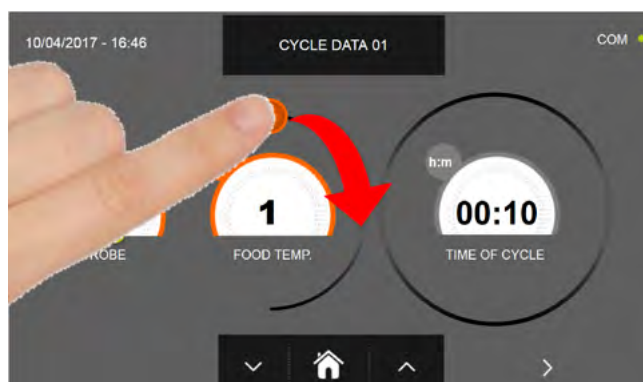 10/04/2017 - 16:46
CYCLE DATA 01
COM
h:m
1
00:10
FOOD TEMP.
TIME OF CYCLE